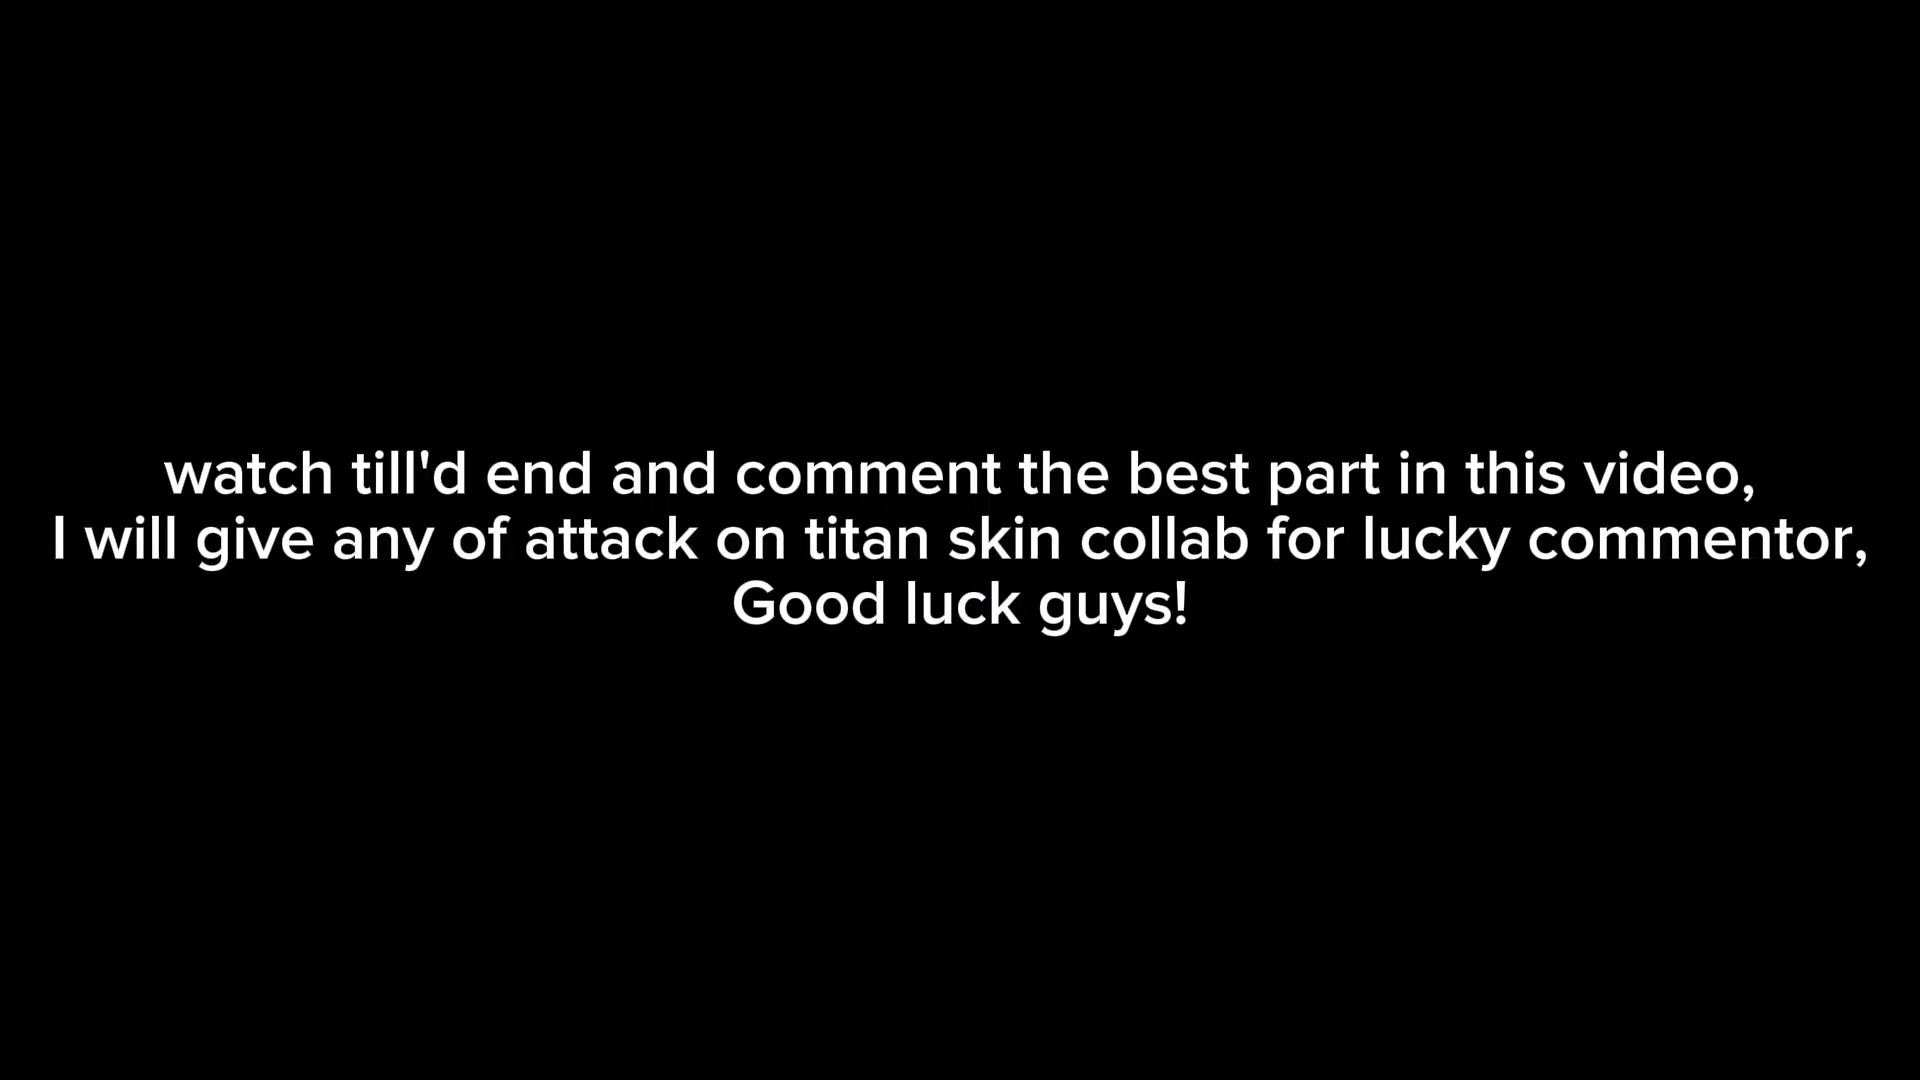 watch till'd end and comment the best part in this video,
I will give any of attack on titan skin collab for lucky commentor,
Good luck guys!